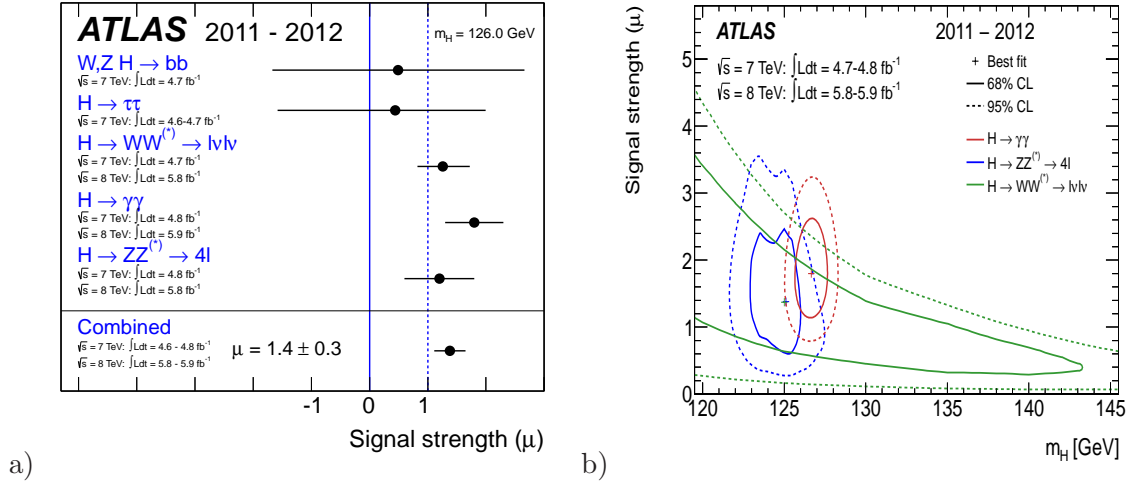 ATLAS 2011 - 2012
m_H = 126.0 GeV
W,Z H → bb
√s = 7 TeV: ∫Ldt = 4.7 fb⁻¹
H → ττ
√s = 7 TeV: ∫Ldt = 4.6-4.7 fb⁻¹
H → WW⁽*⁾ → lνlν
√s = 7 TeV: ∫Ldt = 4.7 fb⁻¹
√s = 8 TeV: ∫Ldt = 5.8 fb⁻¹
H → γγ
√s = 7 TeV: ∫Ldt = 4.8 fb⁻¹
√s = 8 TeV: ∫Ldt = 5.9 fb⁻¹
H → ZZ⁽*⁾ → 4l
√s = 7 TeV: ∫Ldt = 4.8 fb⁻¹
√s = 8 TeV: ∫Ldt = 5.8 fb⁻¹
Combined
√s = 7 TeV: ∫Ldt = 4.6 - 4.8 fb⁻¹
√s = 8 TeV: ∫Ldt = 5.8 - 5.9 fb⁻¹
μ = 1.4 ± 0.3
-1 0 1
Signal strength (μ)
a)
Signal strength (μ)
5
4
3
2
1
0
ATLAS 2011 – 2012
√s = 7 TeV: ∫Ldt = 4.7-4.8 fb⁻¹
√s = 8 TeV: ∫Ldt = 5.8-5.9 fb⁻¹
+ Best fit
68% CL
95% CL
H → γγ
H → ZZ⁽*⁾ → 4l
H → WW⁽*⁾ → lνlν
120 125 130 135 140 145
m_H [GeV]
b)